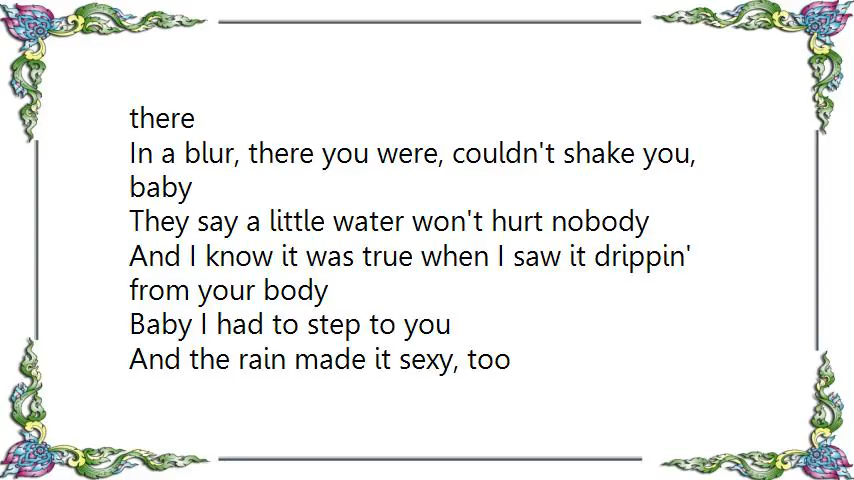 there
In a blur, there you were, couldn't shake you,
baby
They say a little water won't hurt nobody
And I know it was true when I saw it drippin'
from your body
Baby I had to step to you
And the rain made it sexy, too